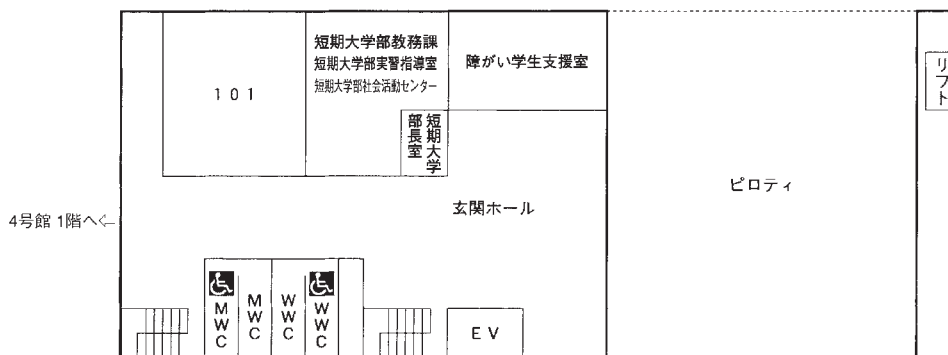 短期大学部教務課
短期大学部実習指導室
短期大学部社会活動センター
障がい学生支援室
リフト
101
短期大学
部長室
ピロティ
玄関ホール
4号館 1階へ⇦
MWC
MWC
WWC
WWC
EV